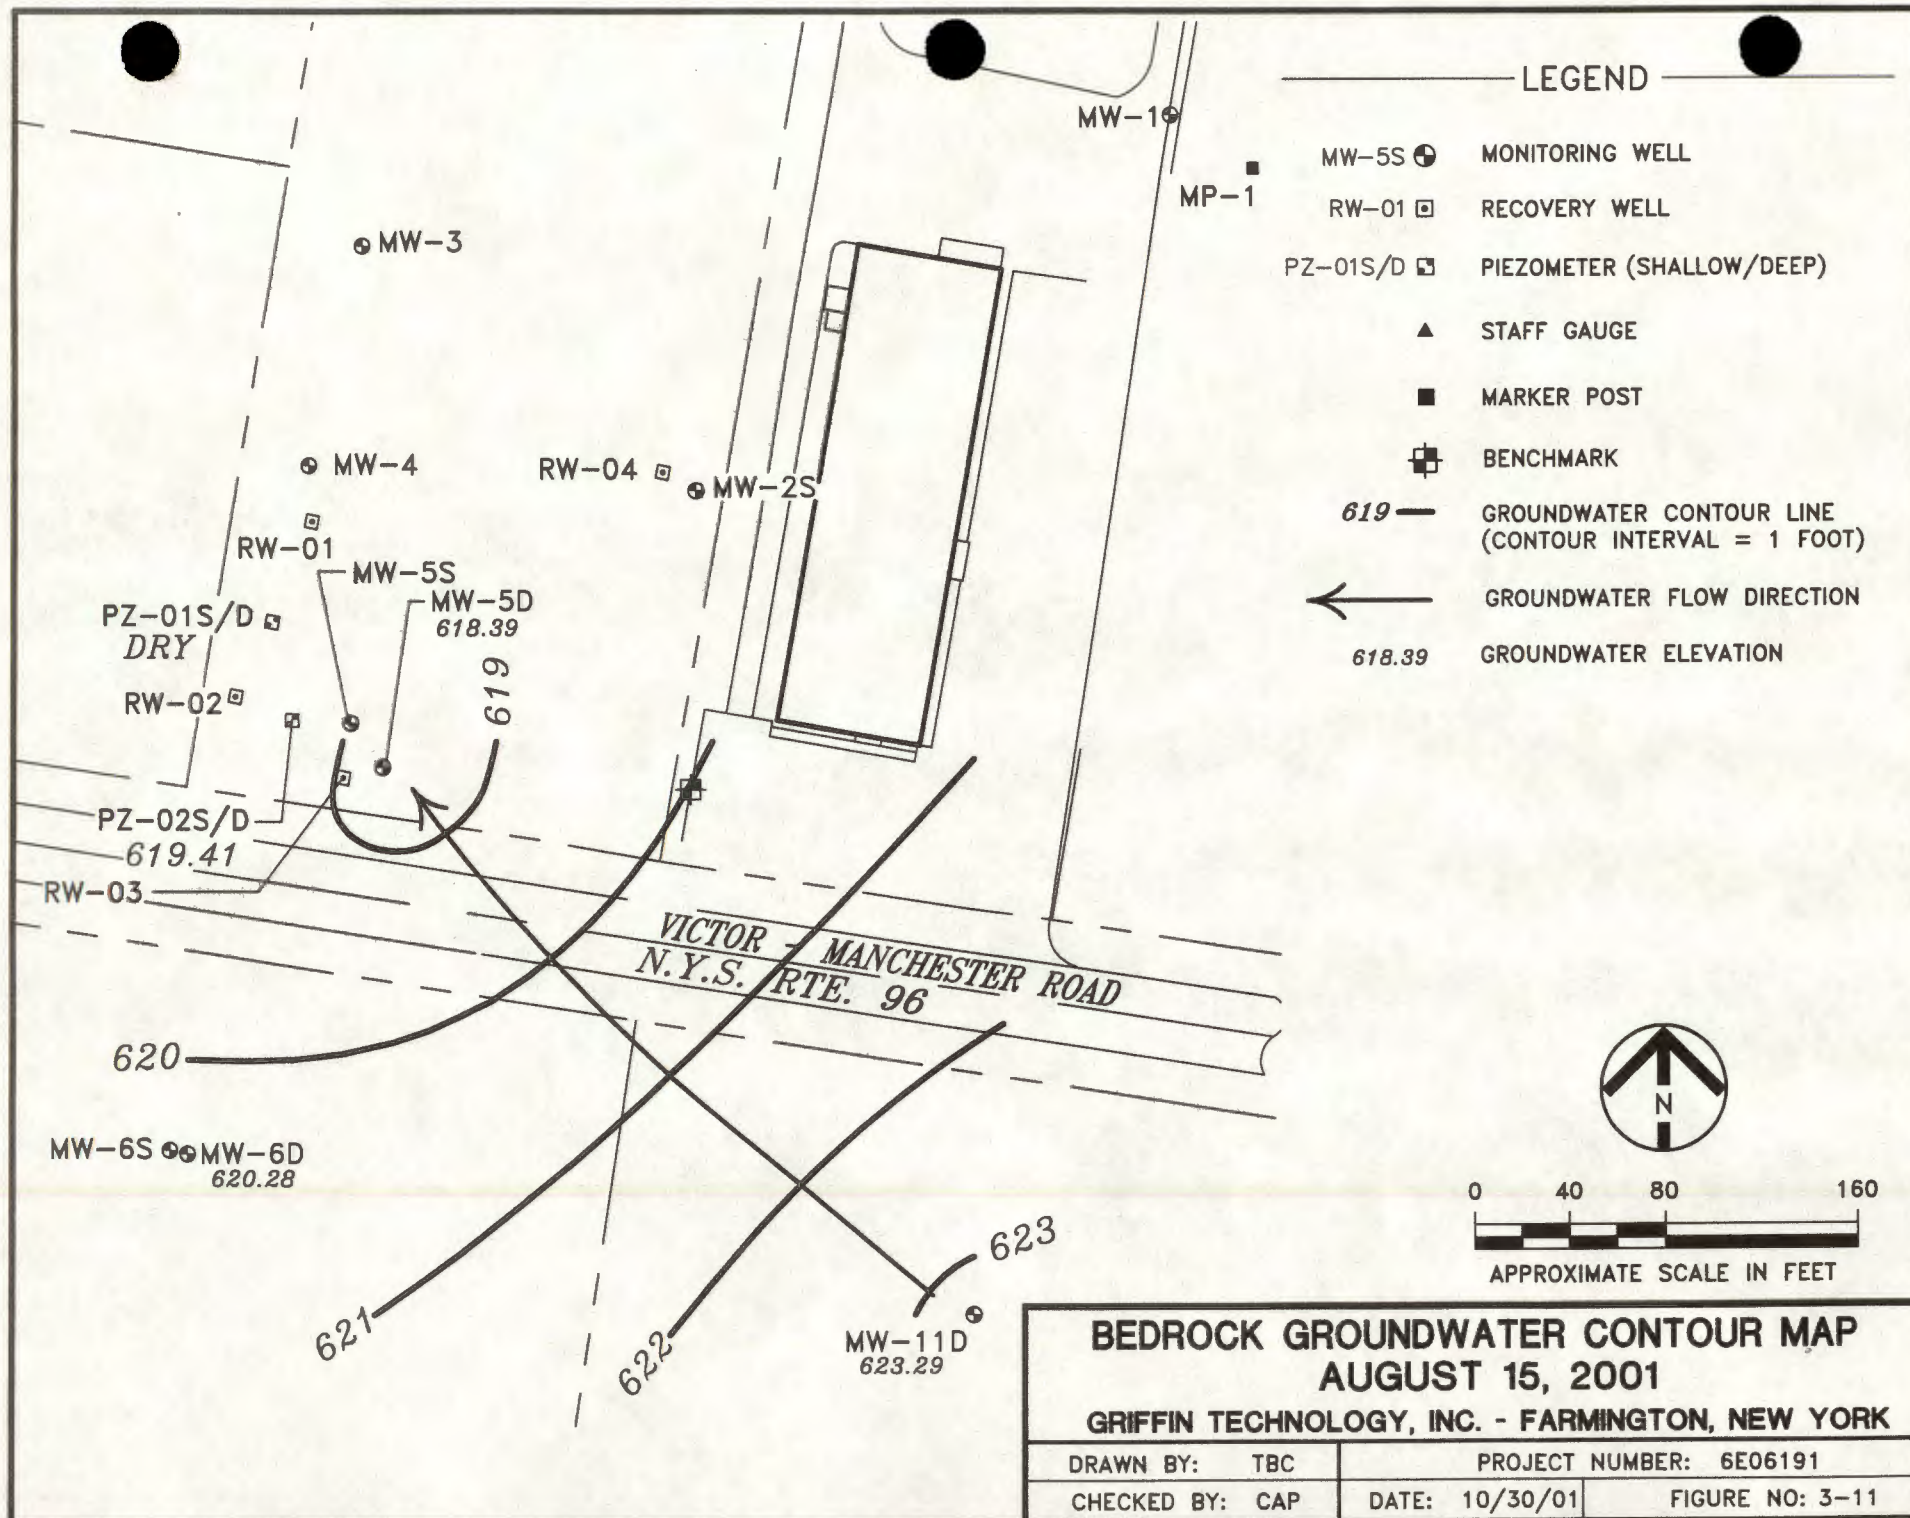 LEGEND
MW-5S MONITORING WELL
RW-01 RECOVERY WELL
PZ-01S/D PIEZOMETER (SHALLOW/DEEP)
STAFF GAUGE
MARKER POST
BENCHMARK
619 GROUNDWATER CONTOUR LINE
(CONTOUR INTERVAL = 1 FOOT)
GROUNDWATER FLOW DIRECTION
618.39 GROUNDWATER ELEVATION
MW-1
MP-1
MW-3
MW-4
RW-04
MW-2S
RW-01
MW-5S
MW-5D
618.39
PZ-01S/D
DRY
619
RW-02
PZ-02S/D
619.41
RW-03
VICTOR - MANCHESTER ROAD
N.Y.S. RTE. 96
620
MW-6S
MW-6D
620.28
621
622
623
MW-11D
623.29
N
0 40 80 160
APPROXIMATE SCALE IN FEET
BEDROCK GROUNDWATER CONTOUR MAP
AUGUST 15, 2001
GRIFFIN TECHNOLOGY, INC. - FARMINGTON, NEW YORK
DRAWN BY: TBC PROJECT NUMBER: 6E06191
CHECKED BY: CAP DATE: 10/30/01 FIGURE NO: 3-11